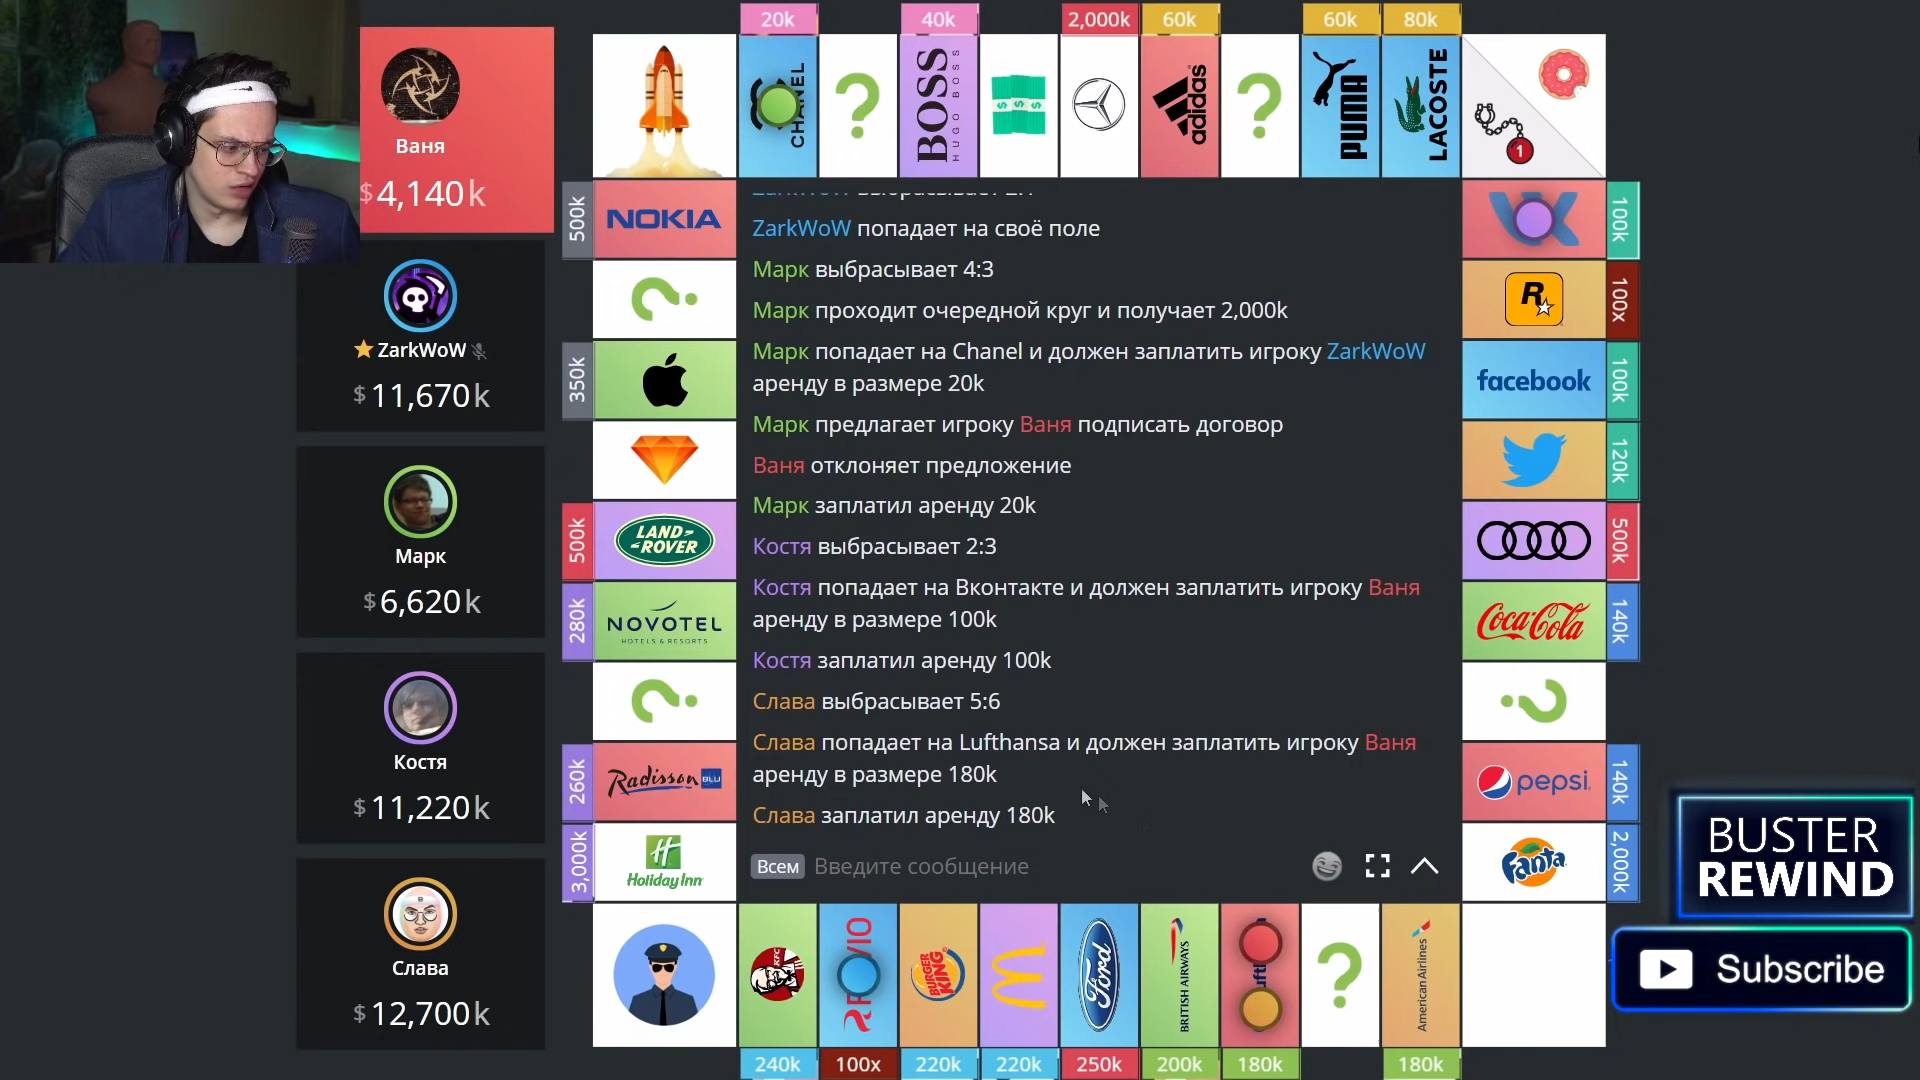 20k
40k
2,000k
60k
60k
80k
CHANEL
?
BOSS
HUGO BOSS
adidas
?
PUMA
LACOSTE
1
Ваня
$4,140k
ZarkWoW
$11,670k
Марк
$6,620k
Костя
$11,220k
Слава
$12,700k
500k
NOKIA
?
350k
500k
LAND-
-ROVER
280k
NOVOTEL
HOTELS & RESORTS
?
260k
Radisson BLU
3,000k
H
Holiday Inn
ZarkWoW попадает на своё поле
Марк выбрасывает 4:3
Марк проходит очередной круг и получает 2,000k
Марк попадает на Chanel и должен заплатить игроку ZarkWoW
аренду в размере 20k
Марк предлагает игроку Ваня подписать договор
Ваня отклоняет предложение
Марк заплатил аренду 20k
Костя выбрасывает 2:3
Костя попадает на Вконтакте и должен заплатить игроку Ваня
аренду в размере 100k
Костя заплатил аренду 100k
Слава выбрасывает 5:6
Слава попадает на Lufthansa и должен заплатить игроку Ваня
аренду в размере 180k
Слава заплатил аренду 180k
Всем Введите сообщение
100k
R
100x
facebook
100k
120k
500k
Coca-Cola
140k
?
pepsi
140k
Fanta
2,000k
KFC
BURGER
KING
Ford
BRITISH AIRWAYS
?
American Airlines
240k
100x
220k
220k
250k
200k
180k
180k
BUSTER
REWIND
Subscribe